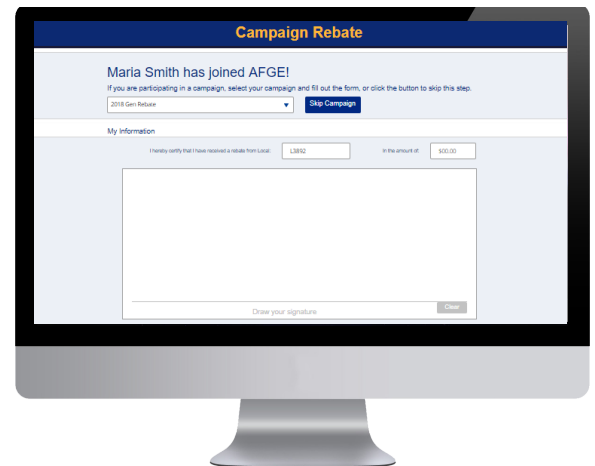 Campaign Rebate
Maria Smith has joined AFGE!
If you are participating in a campaign, select your campaign and fill out the form, or click the button to skip this step.
2018 Gen Rebate
Skip Campaign
My Information
I hereby certify that I have received a rebate from Local:
L3892
In the amount of:
$00.00
Draw your signature
Clear